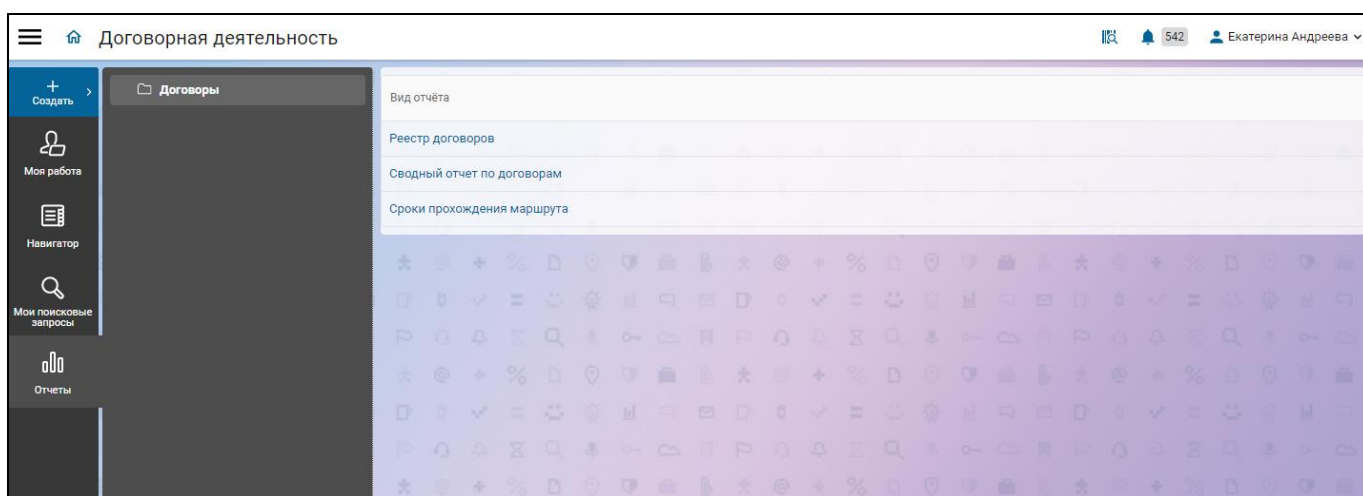 Договорная деятельность
542
Екатерина Андреева
Создать
Договоры
Вид отчёта
Реестр договоров
Сводный отчет по договорам
Сроки прохождения маршрута
Моя работа
Навигатор
Мои поисковые
запросы
Отчеты